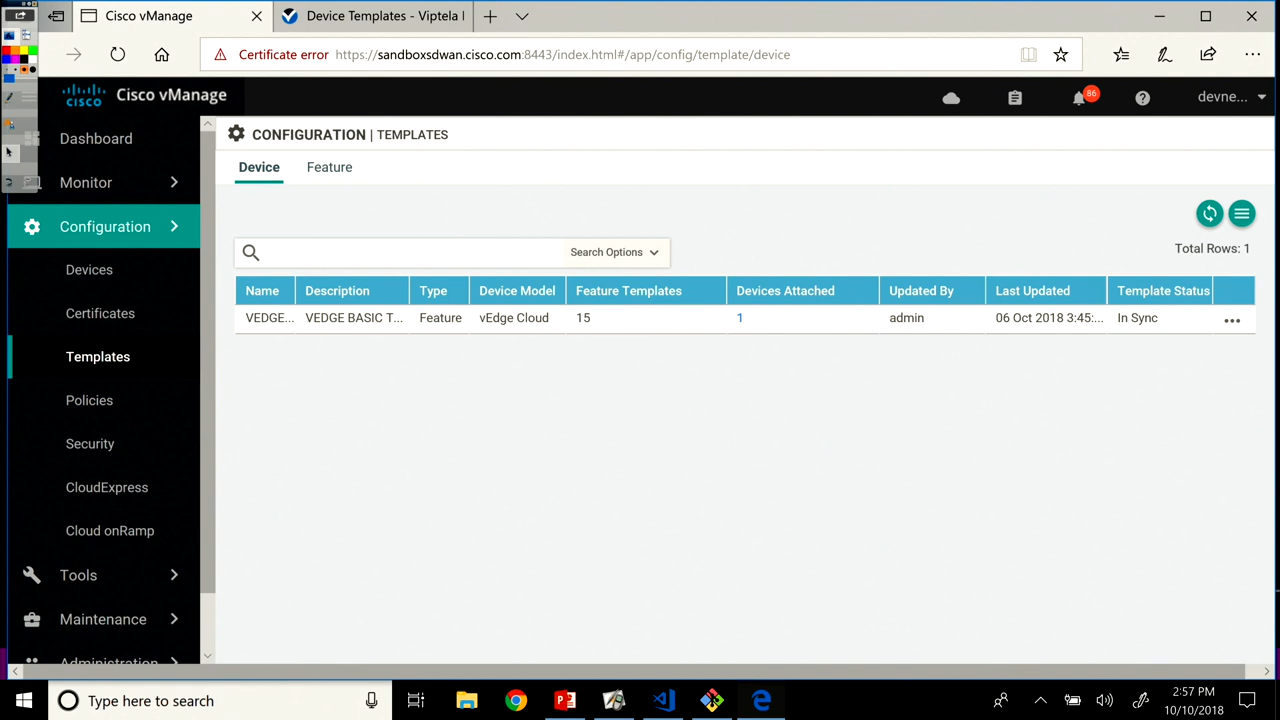 Cisco vManage
Device Templates - Viptela
Certificate error https://sandboxsdwan.cisco.com:8443/index.html#/app/config/template/device
CISCO Cisco vManage
86
devne...
Dashboard
Monitor
Configuration
Devices
Certificates
Templates
Policies
Security
CloudExpress
Cloud onRamp
Tools
Maintenance
Administration
CONFIGURATION | TEMPLATES
Device Feature
Search Options
Total Rows: 1
Name Description Type Device Model Feature Templates Devices Attached Updated By Last Updated Template Status
VEDGE... VEDGE BASIC T... Feature vEdge Cloud 15 1 admin 06 Oct 2018 3:45:... In Sync
Type here to search
2:57 PM
10/10/2018